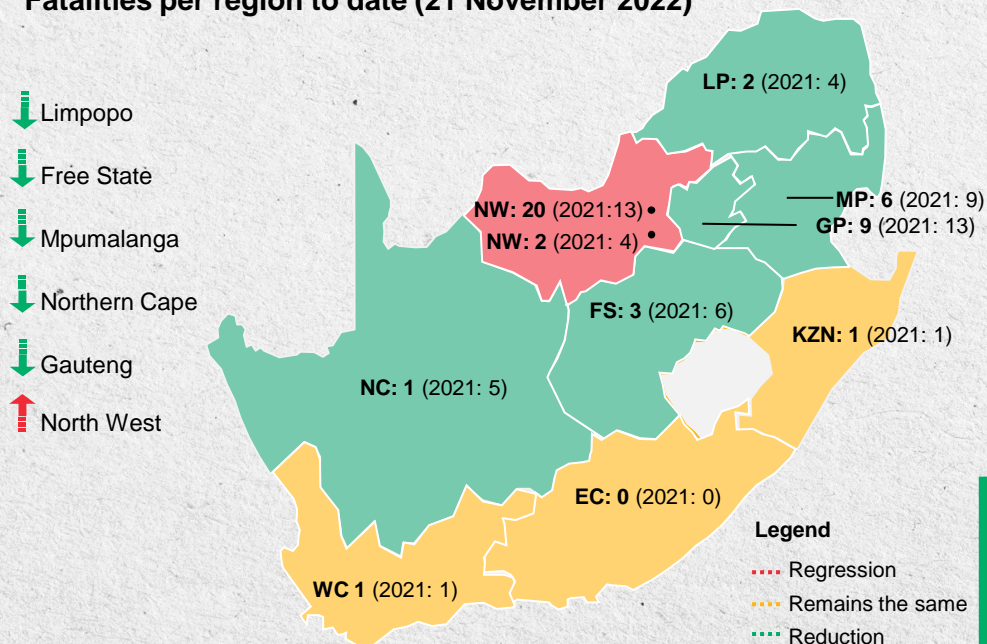 Fatalities per region to date (21 November 2022)
Limpopo
Free State
Mpumalanga
Northern Cape
Gauteng
North West
LP: 2 (2021: 4)
MP: 6 (2021: 9)
GP: 9 (2021: 13)
NW: 20 (2021:13)
NW: 2 (2021: 4)
FS: 3 (2021: 6)
KZN: 1 (2021: 1)
NC: 1 (2021: 5)
EC: 0 (2021: 0)
WC 1 (2021: 1)
Legend
Regression
Remains the same
Reduction